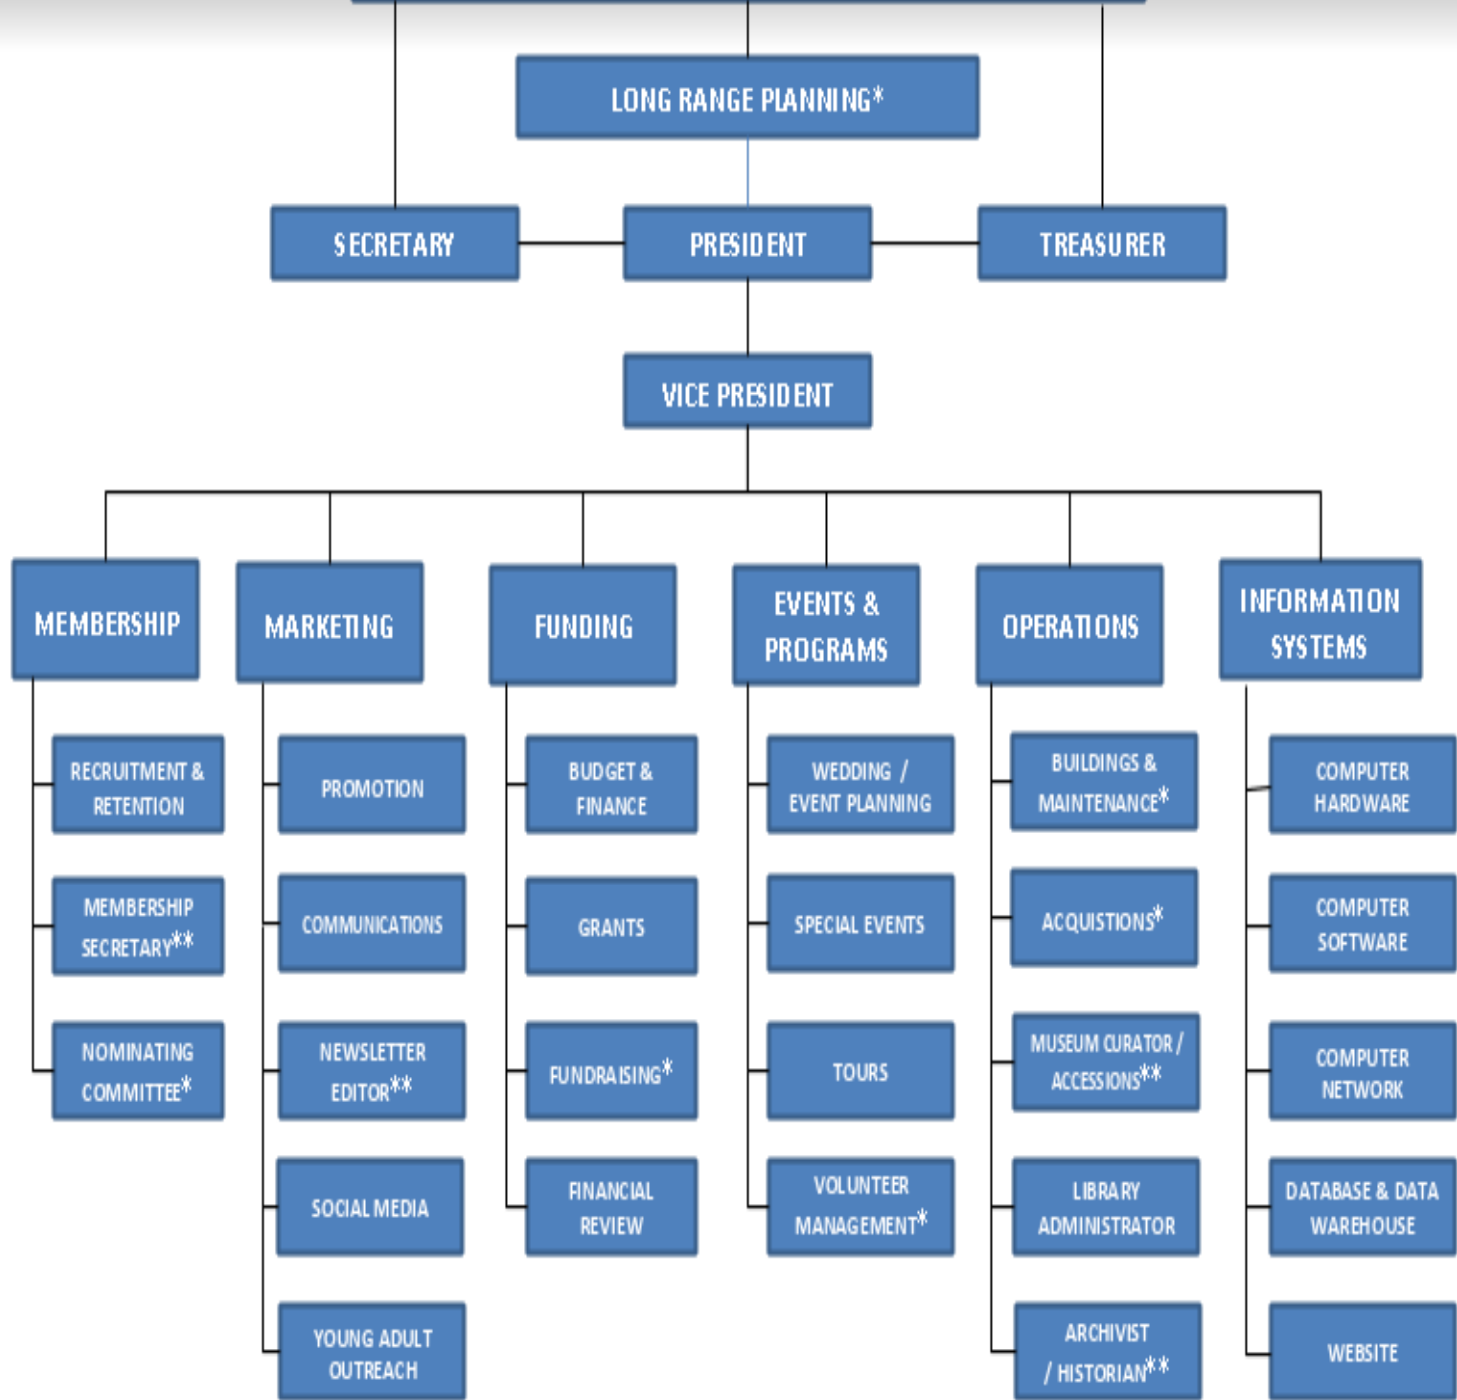 LONG RANGE PLANNING*
SECRETARY
PRESIDENT
TREASURER
VICE PRESIDENT
MEMBERSHIP
MARKETING
FUNDING
EVENTS &
PROGRAMS
OPERATIONS
INFORMATION
SYSTEMS
RECRUITMENT &
RETENTION
MEMBERSHIP
SECRETARY**
NOMINATING
COMMITTEE*
PROMOTION
COMMUNICATIONS
NEWSLETTER
EDITOR**
SOCIAL MEDIA
YOUNG ADULT
OUTREACH
BUDGET &
FINANCE
GRANTS
FUNDRAISING*
FINANCIAL
REVIEW
WEDDING /
EVENT PLANNING
SPECIAL EVENTS
TOURS
VOLUNTEER
MANAGEMENT*
BUILDINGS &
MAINTENANCE*
ACQUISTIONS*
MUSEUM CURATOR /
ACCESSIONS**
LIBRARY
ADMINISTRATOR
ARCHIVIST
/ HISTORIAN**
COMPUTER
HARDWARE
COMPUTER
SOFTWARE
COMPUTER
NETWORK
DATABASE & DATA
WAREHOUSE
WEBSITE